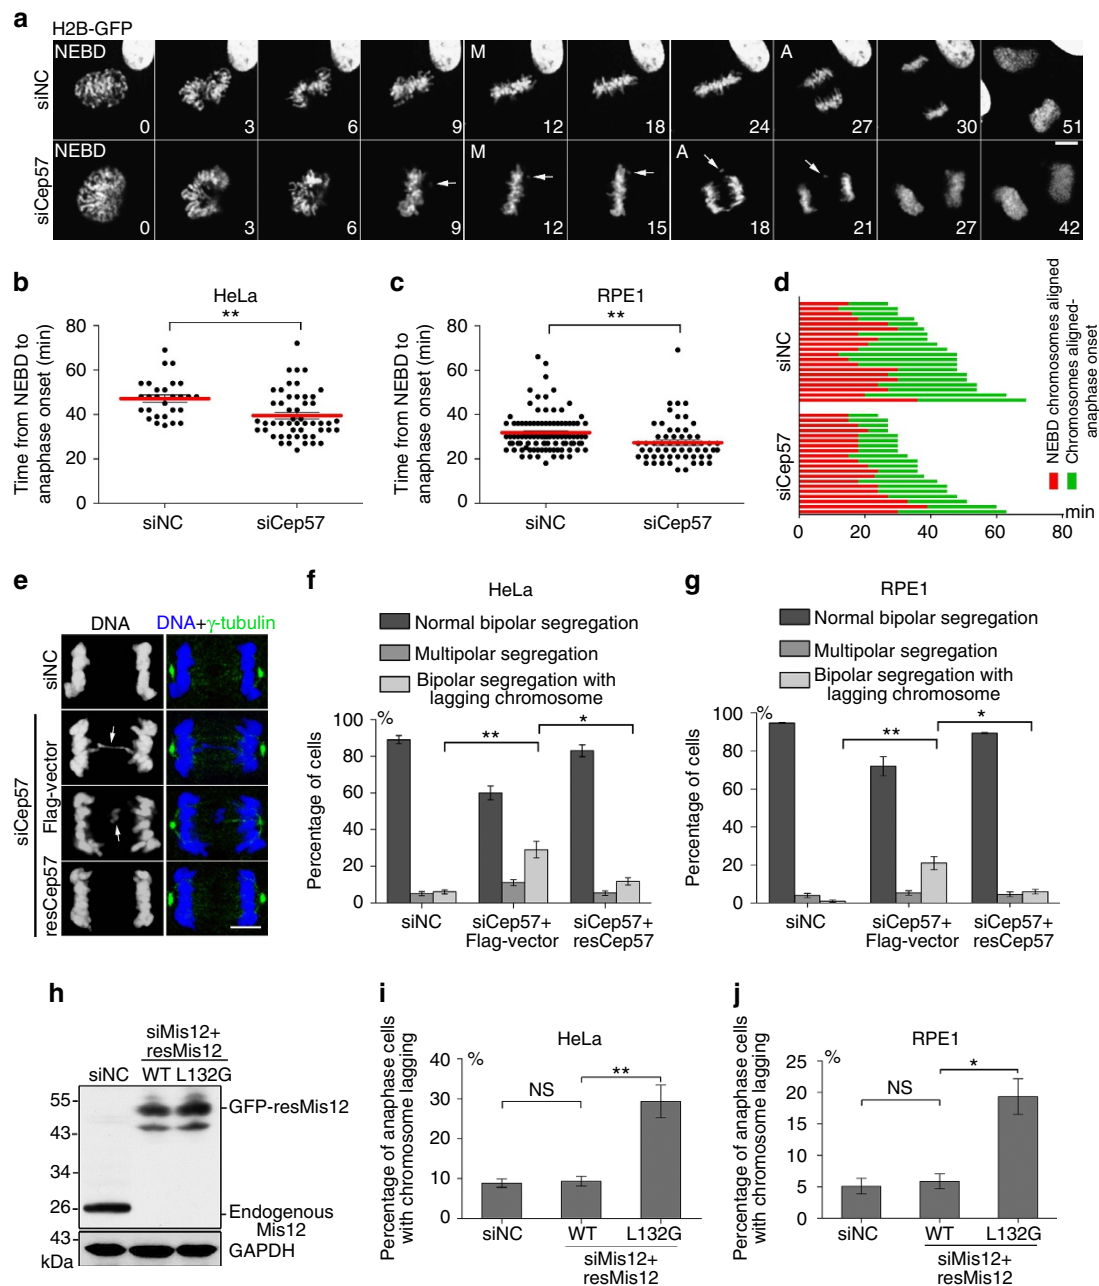 a
H2B-GFP
siNC
NEBD
M
A
0
3
6
9
12
18
24
27
30
51
siCep57
NEBD
M
A
0
3
6
9
12
15
18
21
27
42
b
HeLa
**
Time from NEBD to
anaphase onset (min)
80
60
40
20
0
siNC
siCep57
c
RPE1
**
Time from NEBD to
anaphase onset (min)
80
60
40
20
0
siNC
siCep57
d
siNC
siCep57
0
20
40
60
80
min
NEBD chromosomes aligned
Chromes aligned-
anaphase onset
e
DNA
DNA+γ-tubulin
siNC
siCep57
Flag-vector
resCep57
f
HeLa
Normal bipolar segregation
Multipolar segregation
Bipolar segregation with
lagging chromosome
Percentage of cells
%
100
80
60
40
20
0
**
*
siNC
siCep57+
Flag-vector
siCep57+
resCep57
g
RPE1
Normal bipolar segregation
Multipolar segregation
Bipolar segregation with
lagging chromosome
Percentage of cells
%
100
80
60
40
20
0
**
*
siNC
siCep57+
Flag-vector
siCep57+
resCep57
h
siMis12+
resMis12
siNC
WT
L132G
55
43
34
26
43
kDa
GFP-resMis12
Endogenous
Mis12
GAPDH
i
HeLa
Percentage of anaphase cells
with chromosome lagging
%
40
30
20
10
0
NS
**
siNC
WT
L132G
siMis12+
resMis12
j
RPE1
Percentage of anaphase cells
with chromosome lagging
%
25
20
15
10
5
0
NS
*
siNC
WT
L132G
siMis12+
resMis12